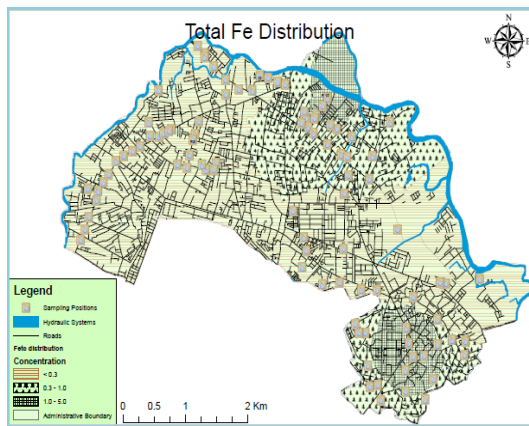 Total Fe Distribution
N
W E
S
Legend
Sampling Positions
Hydraulic Systems
Roads
Feto distribution
Concentration
< 0.3
0.3 - 1.0
1.0 - 5.0
Administrative Boundary
0 0.5 1 2 Km